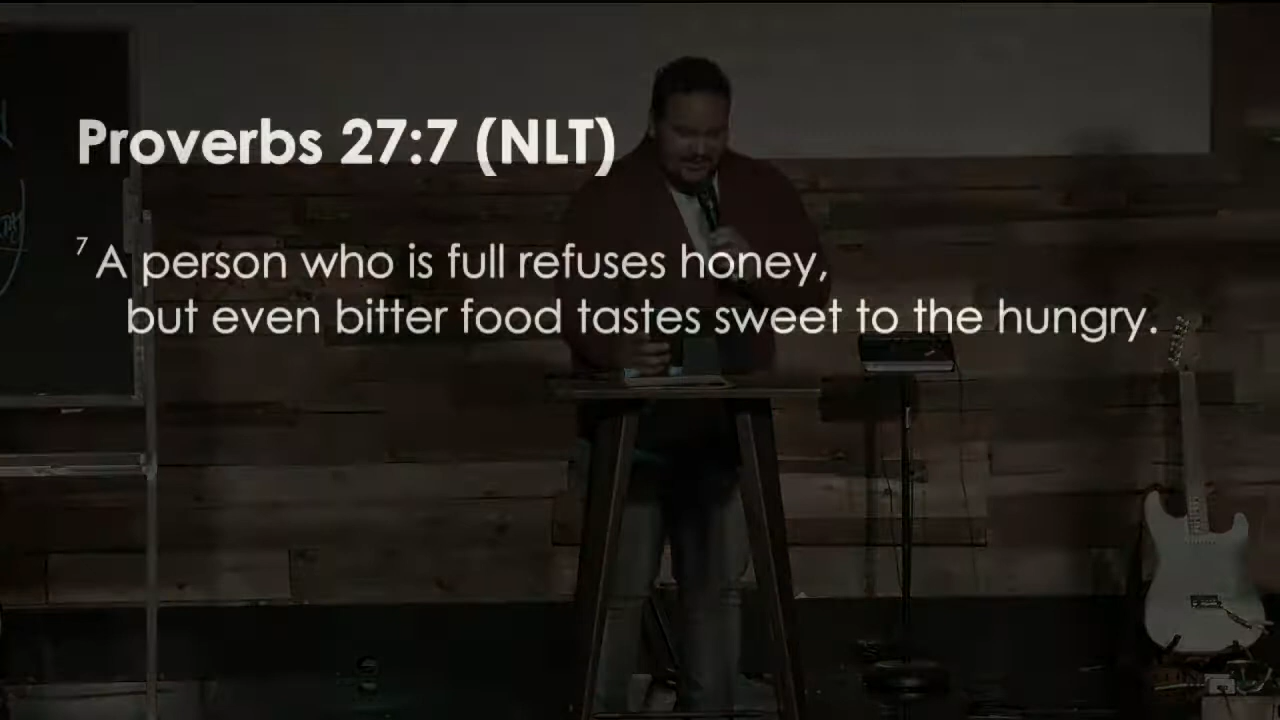 Proverbs 27:7 (NLT)
7 A person who is full refuses honey,
but even bitter food tastes sweet to the hungry.